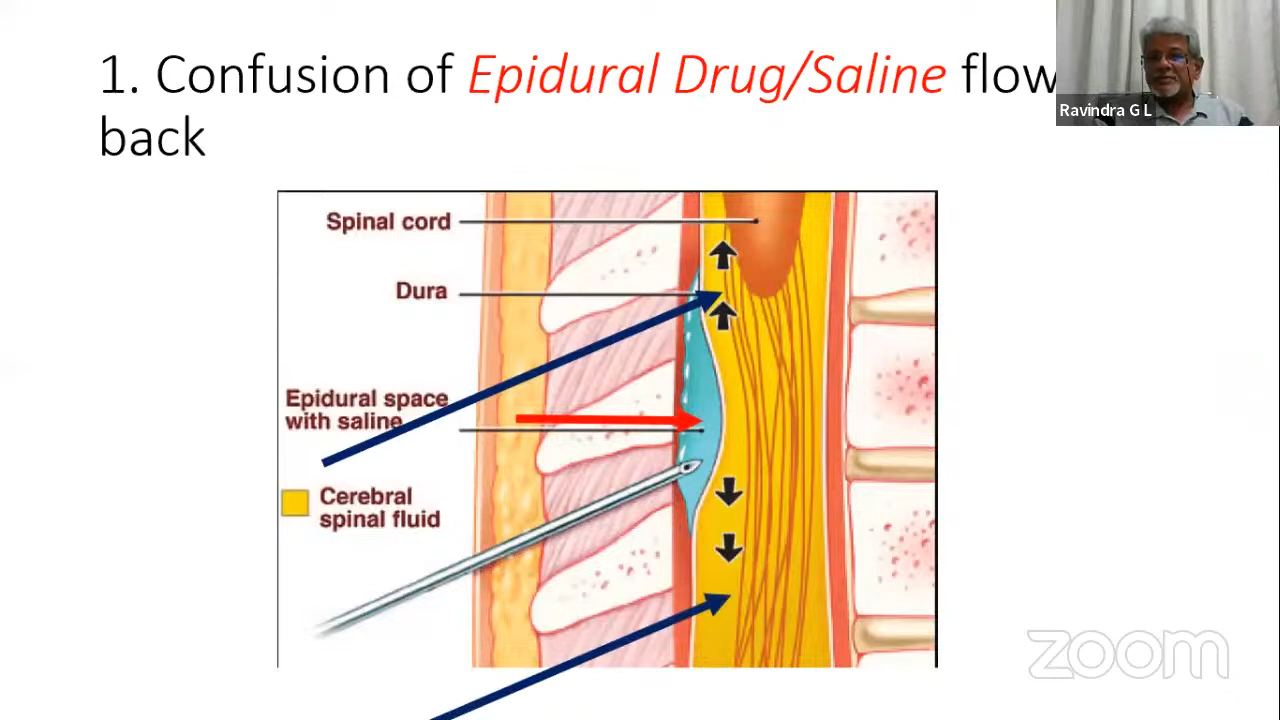 1. Confusion of Epidural Drug/Saline flow
back
Ravindra G L
Spinal cord
Dura
Epidural space
with saline
Cerebral
spinal fluid
zoom